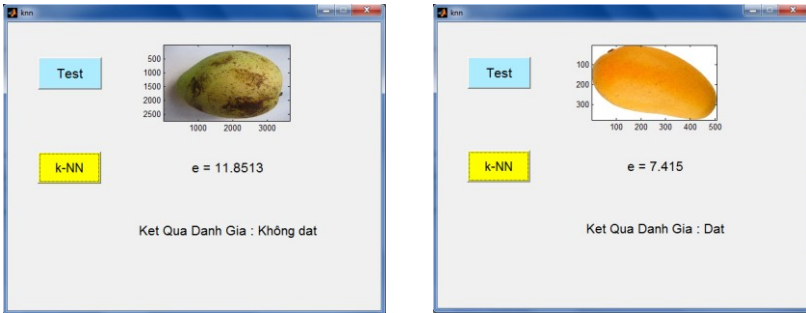 knn
Test
500
1000
1500
2000
2500
1000 2000 3000
k-NN
e = 11.8513
Ket Qua Danh Gia : Không dat
knn
Test
100
200
300
100 200 300 400 500
k-NN
e = 7.415
Ket Qua Danh Gia : Dat